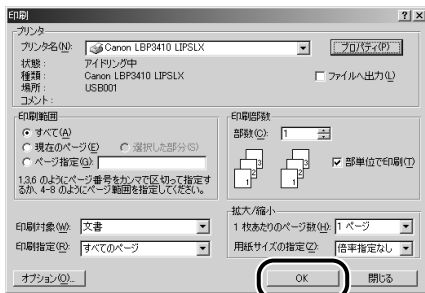 印刷
プリンタ
プリンタ名(N): Canon LBP3410 LIPSLX プロパティ(P)
状態: アイドリング中
種類: Canon LBP3410 LIPSLX ファイルへ出力(L)
場所: USB001
コメント:
印刷範囲
すべて(A)
現在のページ(E) 選択した部分(S)
ページ指定(G):
1,3,6 のようにページ番号をカンマで区切って指定す
るか、4-8 のようにページ範囲を指定してください。
印刷部数
部数(C): 1
1 2 3 1 2 3 部単位で印刷(T)
印刷対象(W): 文書
印刷指定(R): すべてのページ
拡大/縮小
1 枚あたりのページ数(H): 1 ページ
用紙サイズの指定(Z): 倍率指定なし
オプション(O)... OK 閉じる